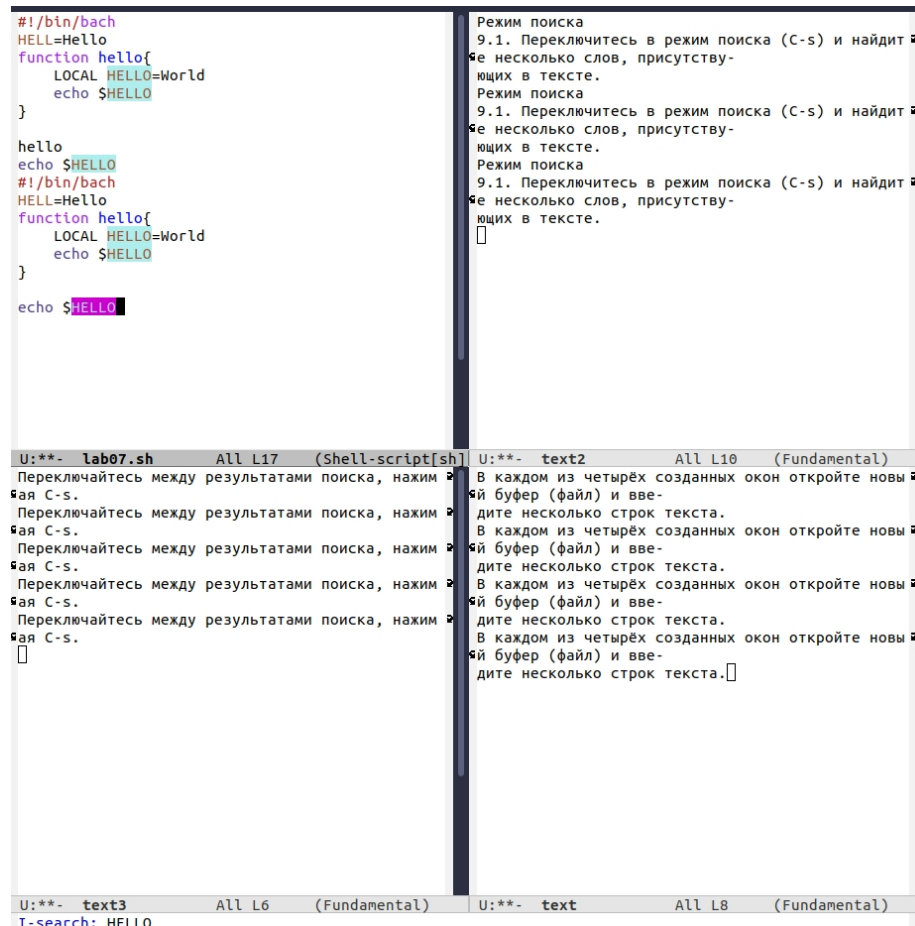 #!/bin/bach
HELL=Hello
function hello{
    LOCAL HELLO=World
    echo $HELLO
}
hello
echo $HELLO
#!/bin/bach
HELL=Hello
function hello{
    LOCAL HELLO=World
    echo $HELLO
}
echo $HELLO
U:**-  lab07.sh       All L17    (Shell-script[sh]
Режим поиска
9.1. Переключитесь в режим поиска (C-s) и найдит
е несколько слов, присутству-
ющих в тексте.
Режим поиска
9.1. Переключитесь в режим поиска (C-s) и найдит
е несколько слов, присутству-
ющих в тексте.
Режим поиска
9.1. Переключитесь в режим поиска (C-s) и найдит
е несколько слов, присутству-
ющих в тексте.
U:**-  text2          All L10    (Fundamental)
Переключайтесь между результатами поиска, нажим
ая C-s.
Переключайтесь между результатами поиска, нажим
ая C-s.
Переключайтесь между результатами поиска, нажим
ая C-s.
Переключайтесь между результатами поиска, нажим
ая C-s.
Переключайтесь между результатами поиска, нажим
ая C-s.
U:**-  text3          All L6     (Fundamental)
В каждом из четырёх созданных окон откройте новы
й буфер (файл) и вве-
дите несколько строк текста.
В каждом из четырёх созданных окон откройте новы
й буфер (файл) и вве-
дите несколько строк текста.
В каждом из четырёх созданных окон откройте новы
й буфер (файл) и вве-
дите несколько строк текста.
В каждом из четырёх созданных окон откройте новы
й буфер (файл) и вве-
дите несколько строк текста.
U:**-  text           All L8     (Fundamental)
I-search: HELLO